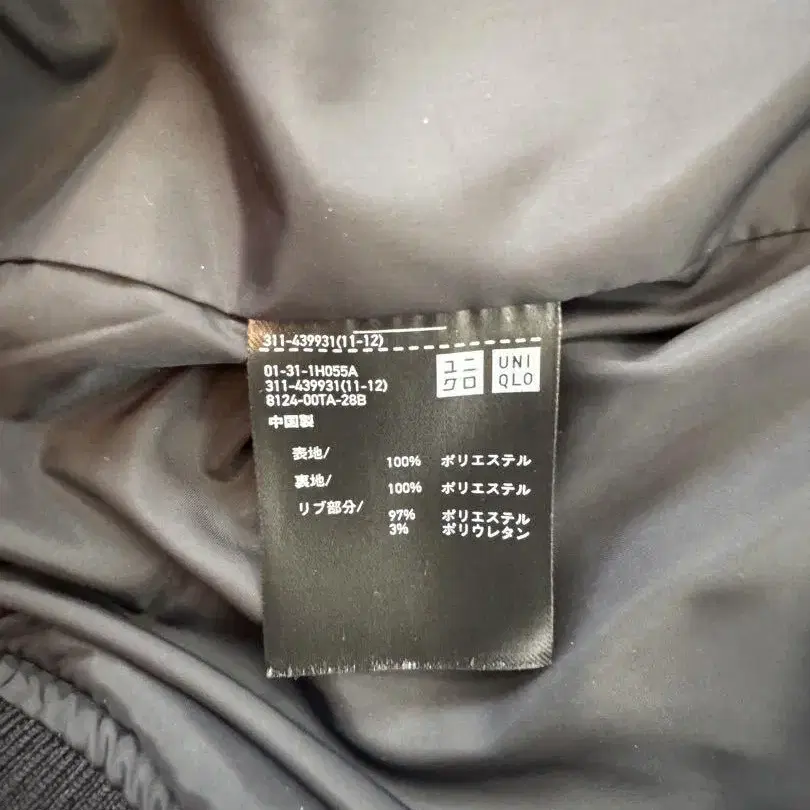 311-439931(11-12)
01-31-1H055A
311-439931(11-12)
8124-00TA-28B
ユニ
クロ
UNI
QLO
中国製
表地/
100% ポリエステル
裏地/
100% ポリエステル
リブ部分/
97% ポリエステル
3% ポリウレタン